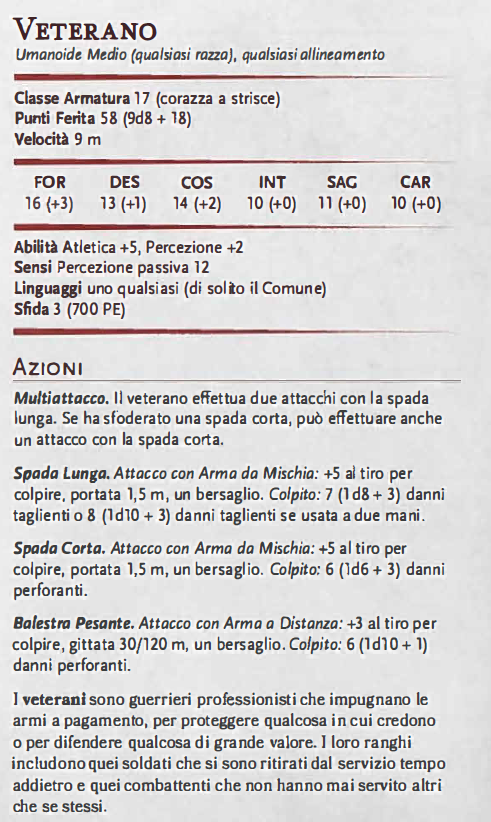 VETERANO
Umanoide Medio (qualsiasi razza), qualsiasi allineamento
Classe Armatura 17 (corazza a strisce)
Punti Ferita 58 (9d8 + 18)
Velocità 9 m
FOR DES COS INT SAG CAR
16 (+3) 13 (+1) 14 (+2) 10 (+0) 11 (+0) 10 (+0)
Abilità Atletica +5, Percezione +2
Sensi Percezione passiva 12
Linguaggi uno qualsiasi (di solito il Comune)
Sfida 3 (700 PE)
AZIONI
Multiattacco. Il veterano effettua due attacchi con la spada
lunga. Se ha sfoderato una spada corta, può effettuare anche
un attacco con la spada corta.
Spada Lunga. Attacco con Arma da Mischia: +5 al tiro per
colpire, portata 1,5 m, un bersaglio. Colpito: 7 (1d8 + 3) danni
taglienti o 8 (1d10 + 3) danni taglienti se usata a due mani.
Spada Corta. Attacco con Arma da Mischia: +5 al tiro per
colpire, portata 1,5 m, un bersaglio. Colpito: 6 (1d6 + 3) danni
perforanti.
Balestra Pesante. Attacco con Arma a Distanza: +3 al tiro per
colpire, gittata 30/120 m, un bersaglio. Colpito: 6 (1d10 + 1)
danni perforanti.
I veterani sono guerrieri professionisti che impugnano le
armi a pagamento, per proteggere qualcosa in cui credono
o per difendere qualcosa di grande valore. I loro ranghi
includono quei soldati che si sono ritirati dal servizio tempo
addietro e quei combattenti che non hanno mai servito altri
che se stessi.